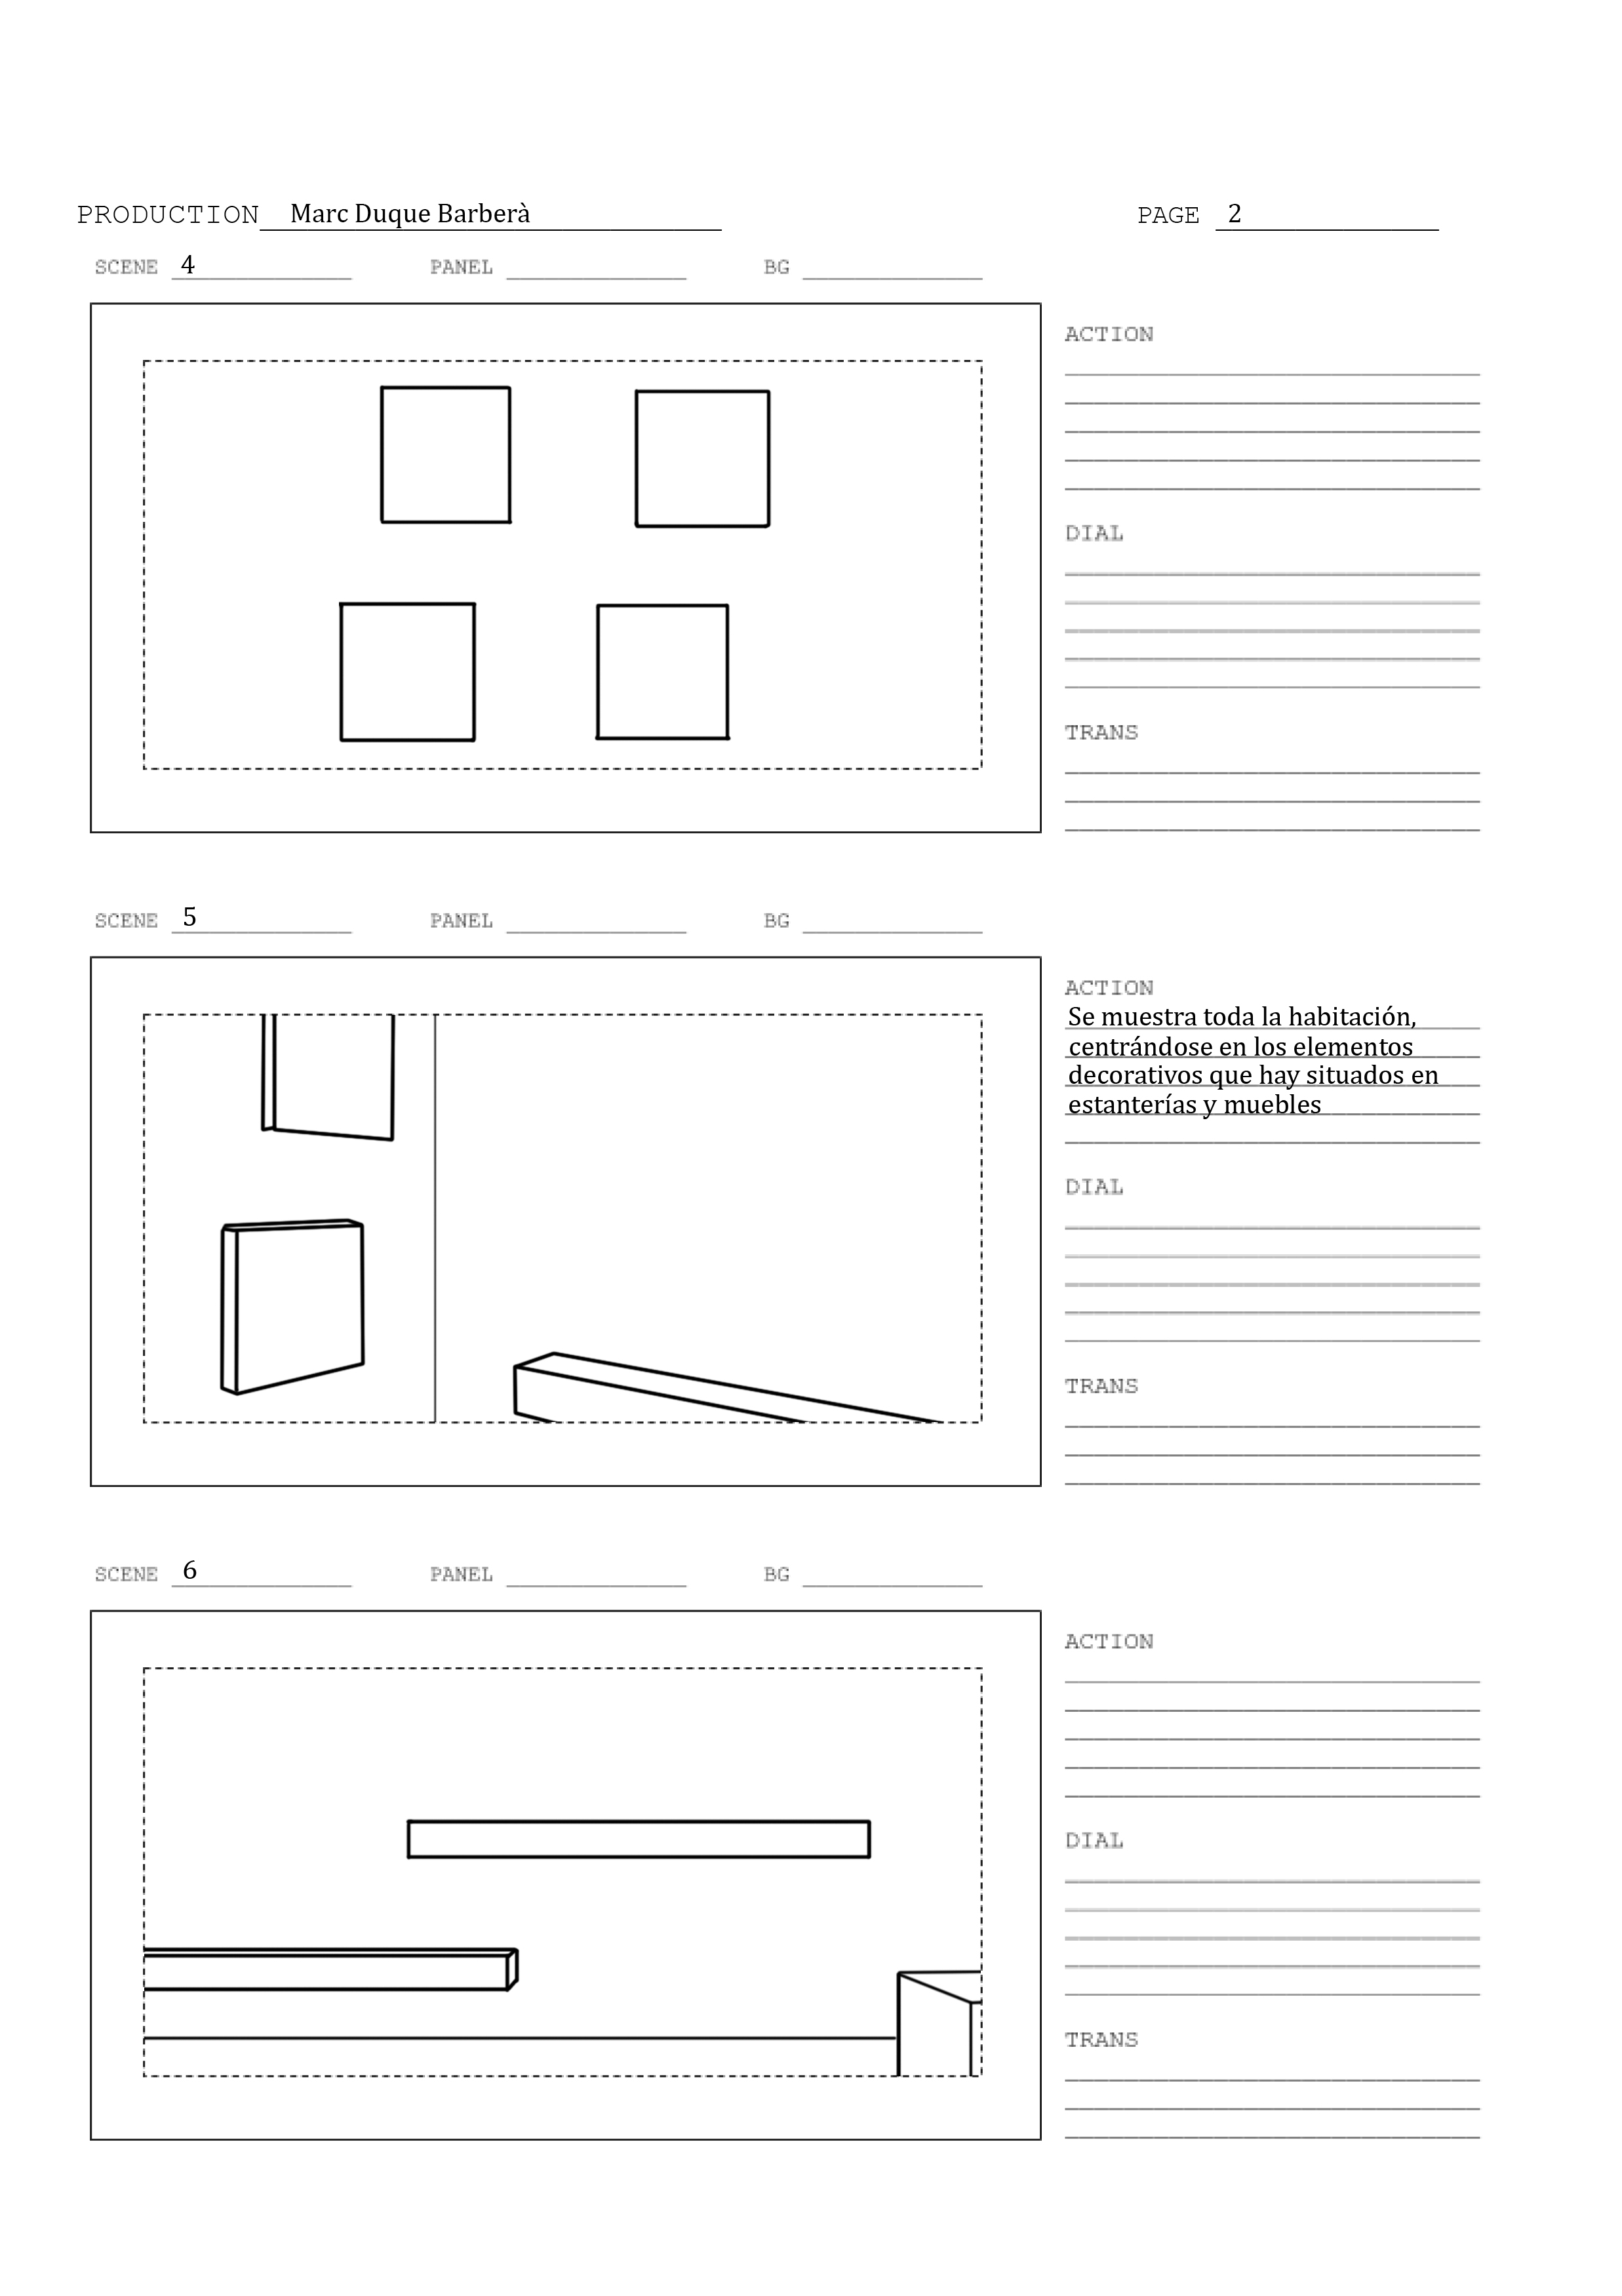 PRODUCTION Marc Duque Barberà PAGE 2
SCENE 4 PANEL BG
ACTION
DIAL
TRANS
SCENE 5 PANEL BG
ACTION
Se muestra toda la habitación,
centrándose en los elementos
decorativos que hay situados en
estanterías y muebles
DIAL
TRANS
SCENE 6 PANEL BG
ACTION
DIAL
TRANS